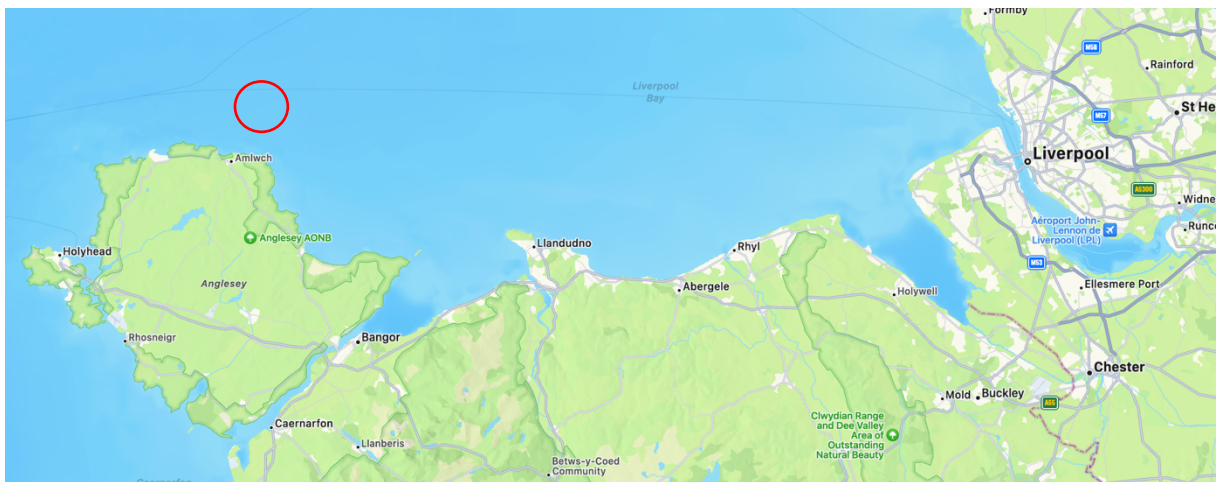 Formby
M58
Rainford
Liverpool
Bay
M57
St He
Amlwch
Liverpool
A5300
Widne
Aéroport John-
Lennon de
Liverpool (LPL)
Runco
Anglesey AONB
Llandudno
Rhyl
Holyhead
M53
Anglesey
Abergele
Holywell
Ellesmere Port
Rhosneigr
Bangor
Chester
Mold
Buckley
A55
Clwydian Range
and Dee Valley
Area of
Outstanding
Natural Beauty
Caernarfon
Llanberis
Betws-y-Coed
Community